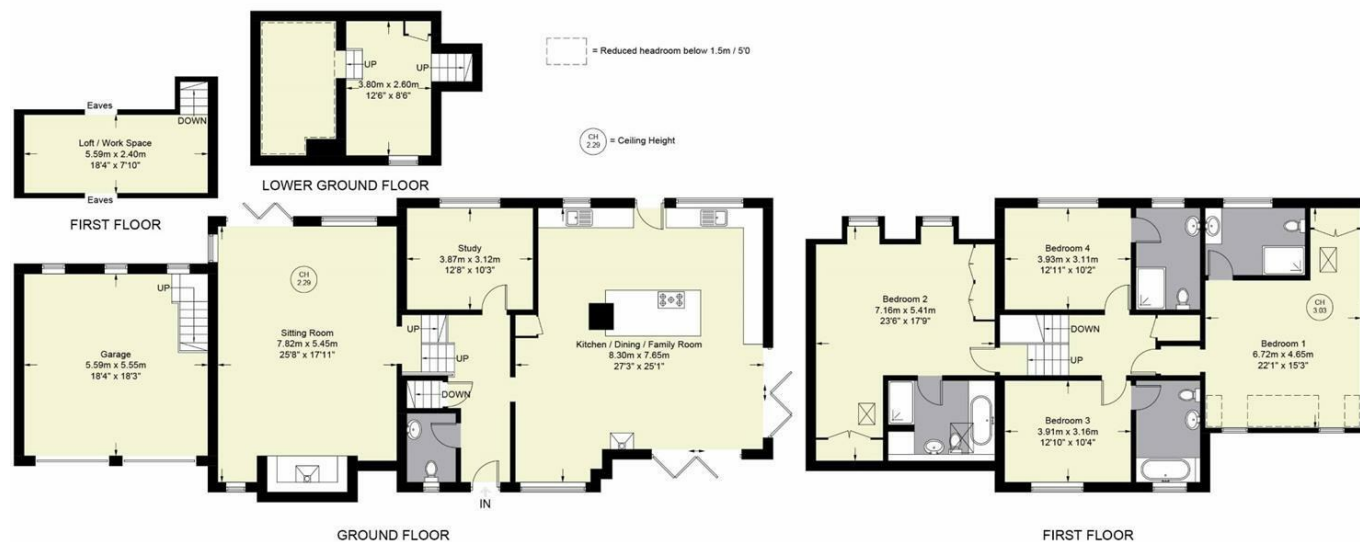 = Reduced headroom below 1.5m / 5'0
UP
UP
3.80m x 2.60m
12'6" x 8'6"
LOWER GROUND FLOOR
CH
2.29
= Ceiling Height
Eaves
DOWN
Loft / Work Space
5.59m x 2.40m
18'4" x 7'10"
Eaves
FIRST FLOOR
UP
Garage
5.59m x 5.55m
18'4" x 18'3"
CH
2.29
Sitting Room
7.82m x 5.45m
25'8" x 17'11"
Study
3.87m x 3.12m
12'8" x 10'3"
UP
UP
DOWN
Kitchen / Dining / Family Room
8.30m x 7.65m
27'3" x 25'1"
IN
GROUND FLOOR
Bedroom 2
7.16m x 5.41m
23'6" x 17'9"
Bedroom 4
3.93m x 3.11m
12'11" x 10'2"
DOWN
UP
Bedroom 3
3.91m x 3.16m
12'10" x 10'4"
CH
3.03
Bedroom 1
6.72m x 4.65m
22'1" x 15'3"
FIRST FLOOR